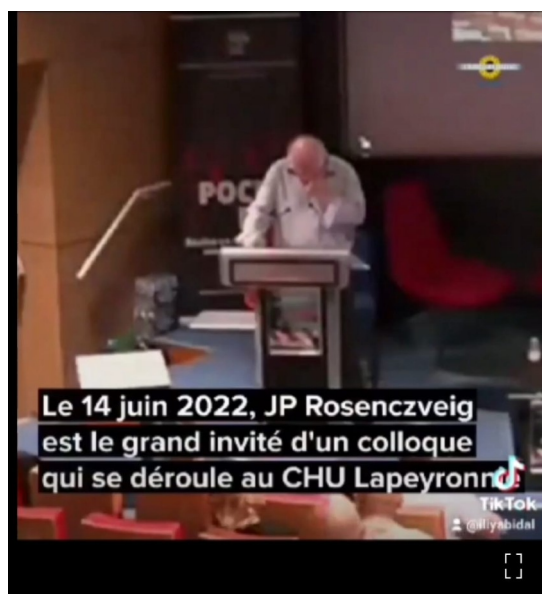 POC
Le 14 juin 2022, JP Rosenczveig
est le grand invité d'un colloque
qui se déroule au CHU Lapeyronn
TikTok
@iliyabidal